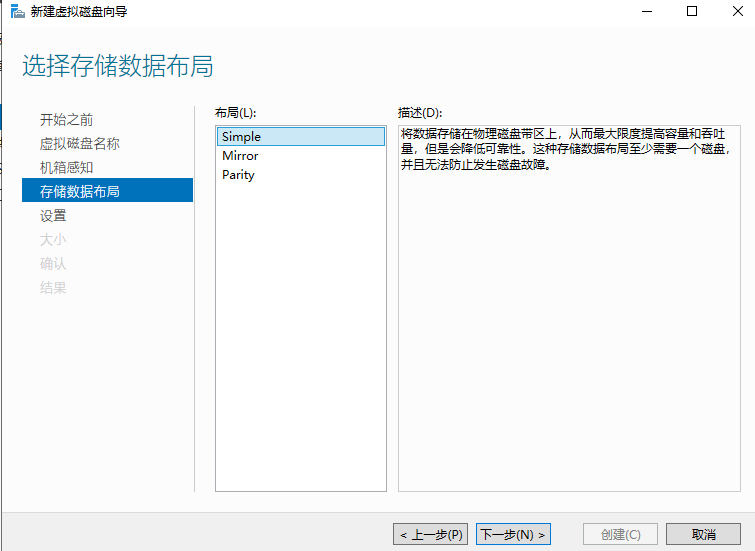 新建虚拟磁盘向导
选择存储数据布局
开始之前
虚拟磁盘名称
机箱感知
存储数据布局
设置
大小
确认
结果
布局(L):
Simple
Mirror
Parity
描述(D):
将数据存储在物理磁盘带区上，从而最大限度提高容量和吞吐
量，但是会降低可靠性。这种存储数据布局至少需要一个磁盘，
并且无法防止发生磁盘故障。
< 上一步(P)
下一步(N) >
创建(C)
取消